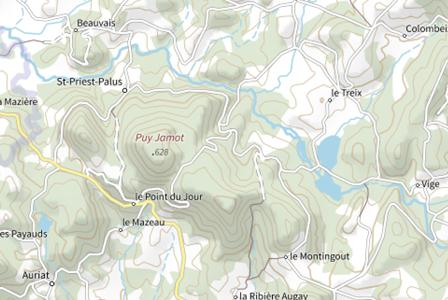 Beauvais
Colombei
St-Priest-Palus
le Treix
a Mazière
Puy Jamot
.628
Vige
le Point du Jour
le Mazeau
es Payauds
le Montingout
Auriat
la Ribière Augay